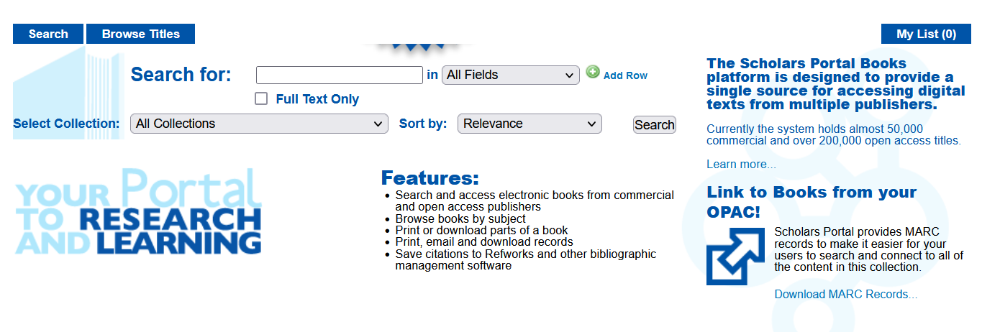 Search
Browse Titles
My List (0)
Search for:
in
All Fields
Add Row
Full Text Only
Select Collection:
All Collections
Sort by:
Relevance
Search
YOUR Portal
TO RESEARCH
AND LEARNING
Features:
• Search and access electronic books from commercial
and open access publishers
• Browse books by subject
• Print or download parts of a book
• Print, email and download records
• Save citations to Refworks and other bibliographic
management software
The Scholars Portal Books
platform is designed to provide a
single source for accessing digital
texts from multiple publishers.
Currently the system holds almost 50,000
commercial and over 200,000 open access titles.
Learn more...
Link to Books from your
OPAC!
Scholars Portal provides MARC
records to make it easier for your
users to search and connect to all of
the content in this collection.
Download MARC Records...